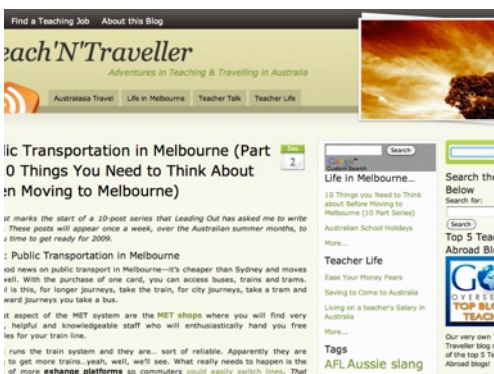 Find a Teaching Job About this Blog
each'N'Traveller
Adventures in Teaching & Travelling in Australia
Australasia Travel Life in Melbourne Teacher Talk Teacher Life
lic Transportation in Melbourne (Part
0 Things You Need to Think About
en Moving to Melbourne)
Dec
2
st marks the start of a 10-post series that Leading Out has asked me to write
These posts will appear once a week, over the Australian summer months, to
time to get ready for 2009.
: Public Transportation in Melbourne
od news on public transport in Melbourne—it's cheaper than Sydney and moves
well. With the purchase of one card, you can access buses, trains and trams.
l is this, for longer journeys, take the train, for city journeys, take a tram and
ward journeys you take a bus.
st aspect of the MET system are the MET shops where you will find very
, helpful and knowledgeable staff who will enthusiastically hand you free
les for your train line.
runs the train system and they are... sort of reliable. Apparently they are
to get more trains...yeah, well, we'll see. What really needs to happen is the
of more exhange platforms so commuters could easily switch lines. That
Search
Google
Custom Search
Life in Melbourne...
10 Things you Need to Think
about Before Moving to
Melbourne (10 Part Series)
Australian School Holidays
More...
Teacher Life
Ease Your Money Fears
Saving to Come to Australia
Living on a teacher's Salary in
Australia
More...
Tags
AFL Aussie slang
Search the
Below
Search for:
Search
Top 5 Tea
Abroad Bl
GO
OVERSE
TOP BLO
TEACH
Our very own
Traveller blog
of the top 5 Te
Abroad blogs!